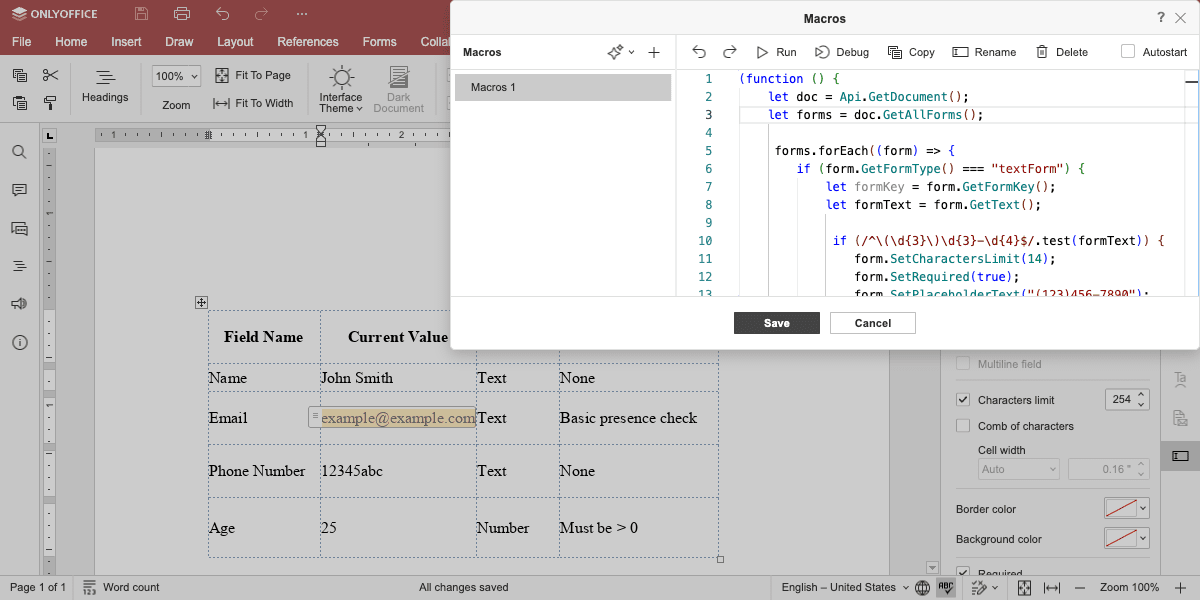 ONLYOFFICE
...
File Home Insert Draw Layout References Forms Colla
Headings
100%
Zoom
Fit To Page
Fit To Width
Interface
Theme
Dark
Document
L
1 1 2
Macros
?
Macros
Run Debug Copy Rename Delete Autostart
Macros 1
1 (function () {
2 let doc = Api.GetDocument();
3 let forms = doc.GetAllForms();
4
5 forms.forEach((form) => {
6 if (form.GetFormType() === "textForm") {
7 let formKey = form.GetFormKey();
8 let formText = form.GetText();
9
10 if (/^\(\d{3}\)\d{3}-\d{4}$/.test(formText)) {
11 form.SetCharactersLimit(14);
12 form.SetRequired(true);
13 form.SetPlaceholderText("(123)456-7890");
Save Cancel
Field Name Current Value
Name John Smith Text None
Email example@example.com Text Basic presence check
Phone Number 12345abc Text None
Age 25 Number Must be > 0
Multiline field
Characters limit 254
Comb of characters
Cell width
Auto 0.16 "
Border color
Background color
Required
Ta
Page 1 of 1 123 Word count All changes saved English – United States ABC Zoom 100%